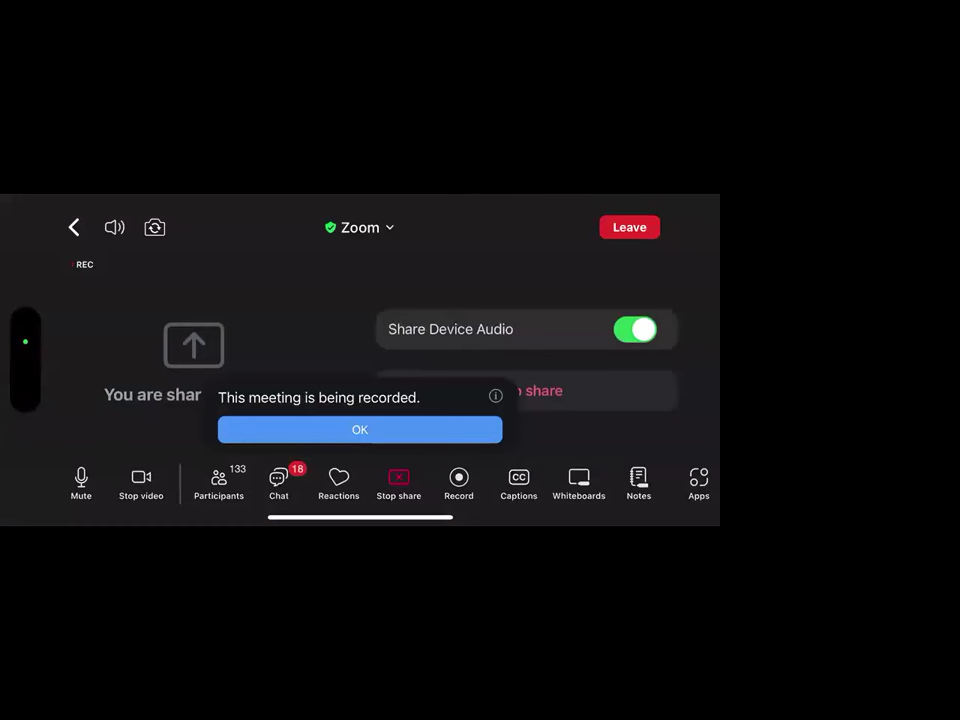 Zoom
Leave
REC
Share Device Audio
You are shar
share
This meeting is being recorded.
OK
133
18
Mute
Stop video
Participants
Chat
Reactions
Stop share
Record
CC
Captions
Whiteboards
Notes
Apps